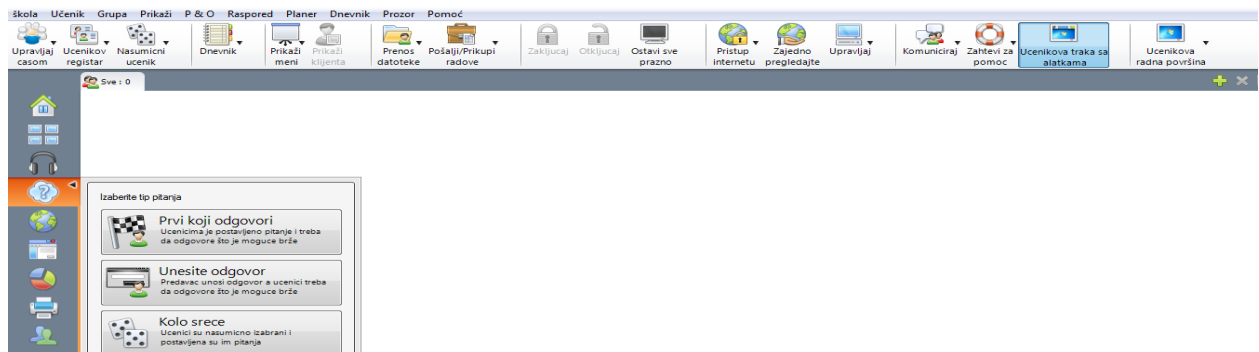 škola Učenik Grupa Prikaži P & O Raspored Planer Dnevnik Prozor Pomoć
Upravljaj Ucenikov Nasumicni Dnevnik Prikaži Prikaži Prenos Pošalji/Prikupi Zakljucaj Otkljucaj Ostavi sve Pristup Zajedno Upravljaj Komuniciraj Zahtevi za Ucenikova traka sa Ucenikova
casom registar ucenik meni klijenta datoteke radove prazno internetu pregledajte pomoc alatkama radna površina
Sve : 0
Izaberite tip pitanja
Prvi koji odgovori
Ucenicima je postavljeno pitanje i treba
da odgovore što je moguce brže
Unesite odgovor
Predavac unosi odgovor a ucenici treba
da odgovore što je moguce brže
Kolo srece
Ucenici su nasumicno izabrani i
postavljena su im pitanja